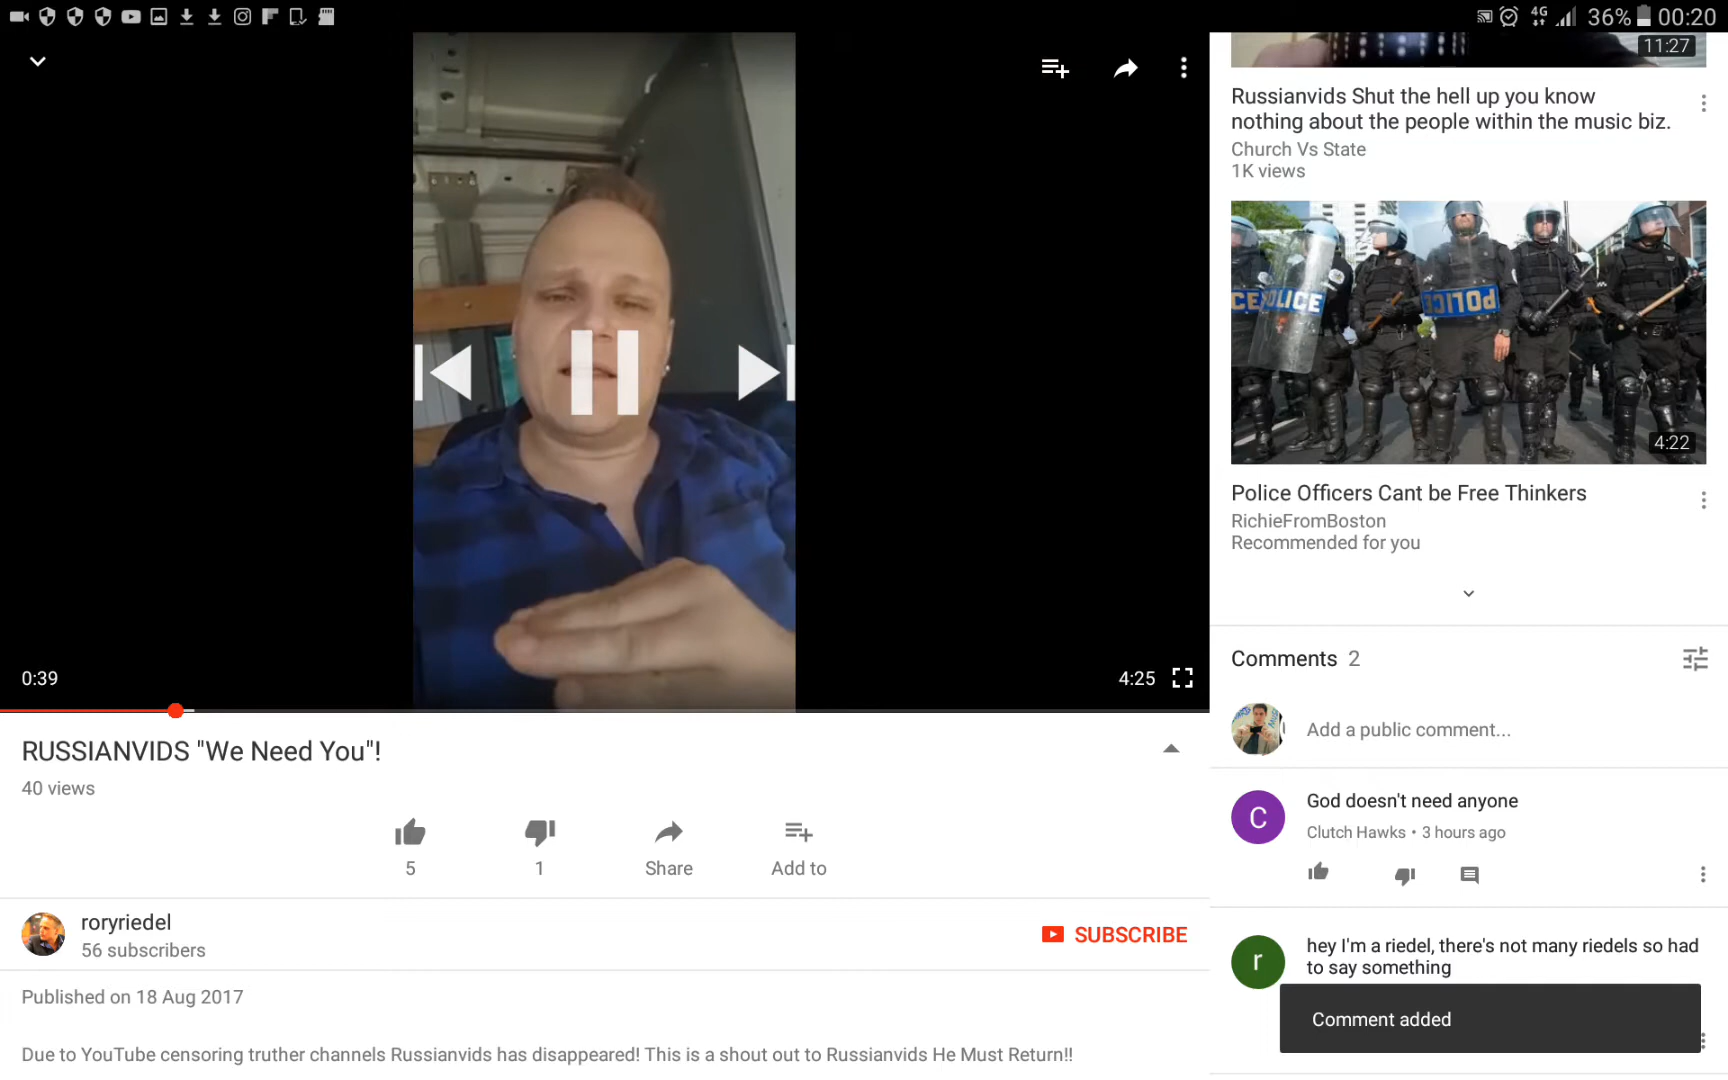 4G 36% 00:20
0:39
4:25
RUSSIANVIDS "We Need You"!
40 views
5
1
Share
Add to
roryriedel
56 subscribers
SUBSCRIBE
Published on 18 Aug 2017
Due to YouTube censoring truther channels Russianvids has disappeared! This is a shout out to Russianvids He Must Return!!
11:27
Russianvids Shut the hell up you know
nothing about the people within the music biz.
Church Vs State
1K views
CE POLICE POLICE
4:22
Police Officers Cant be Free Thinkers
RichieFromBoston
Recommended for you
Comments 2
Add a public comment...
C
God doesn't need anyone
Clutch Hawks • 3 hours ago
r
hey I'm a riedel, there's not many riedels so had
to say something
Comment added